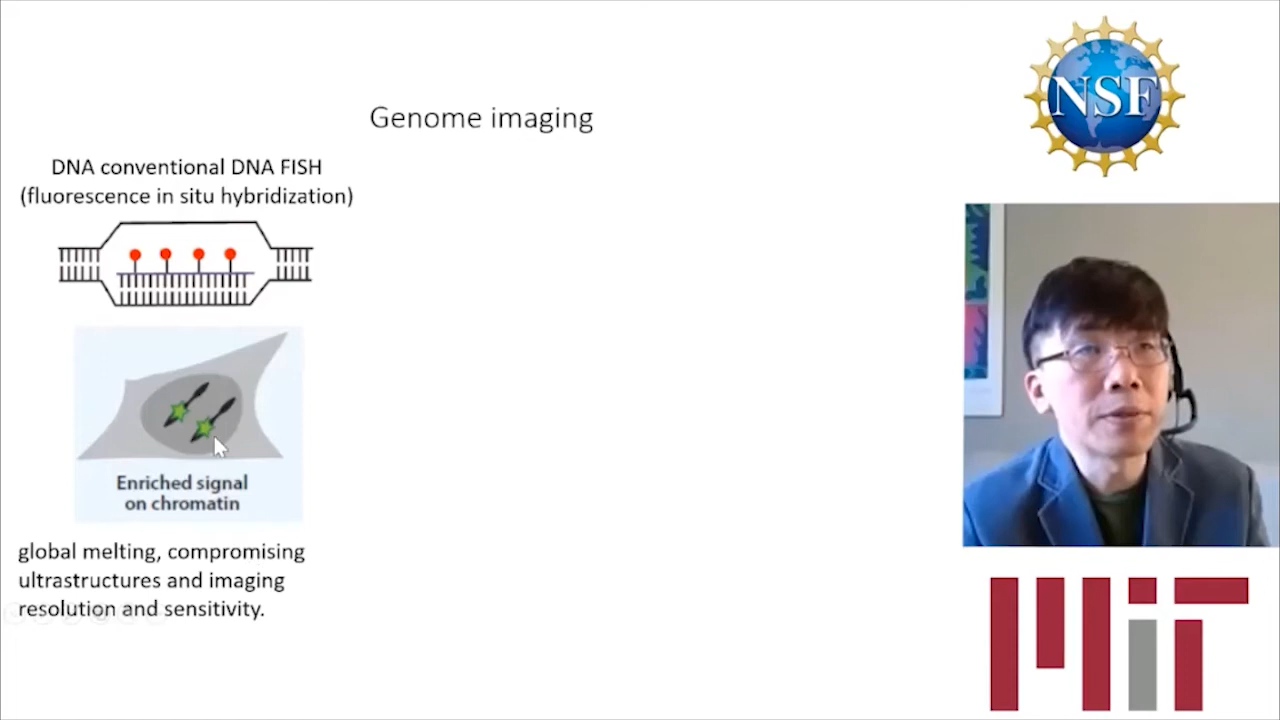 Genome imaging
DNA conventional DNA FISH
(fluorescence in situ hybridization)
Enriched signal
on chromatin
global melting, compromising
ultrastructures and imaging
resolution and sensitivity.
NSF
MIT